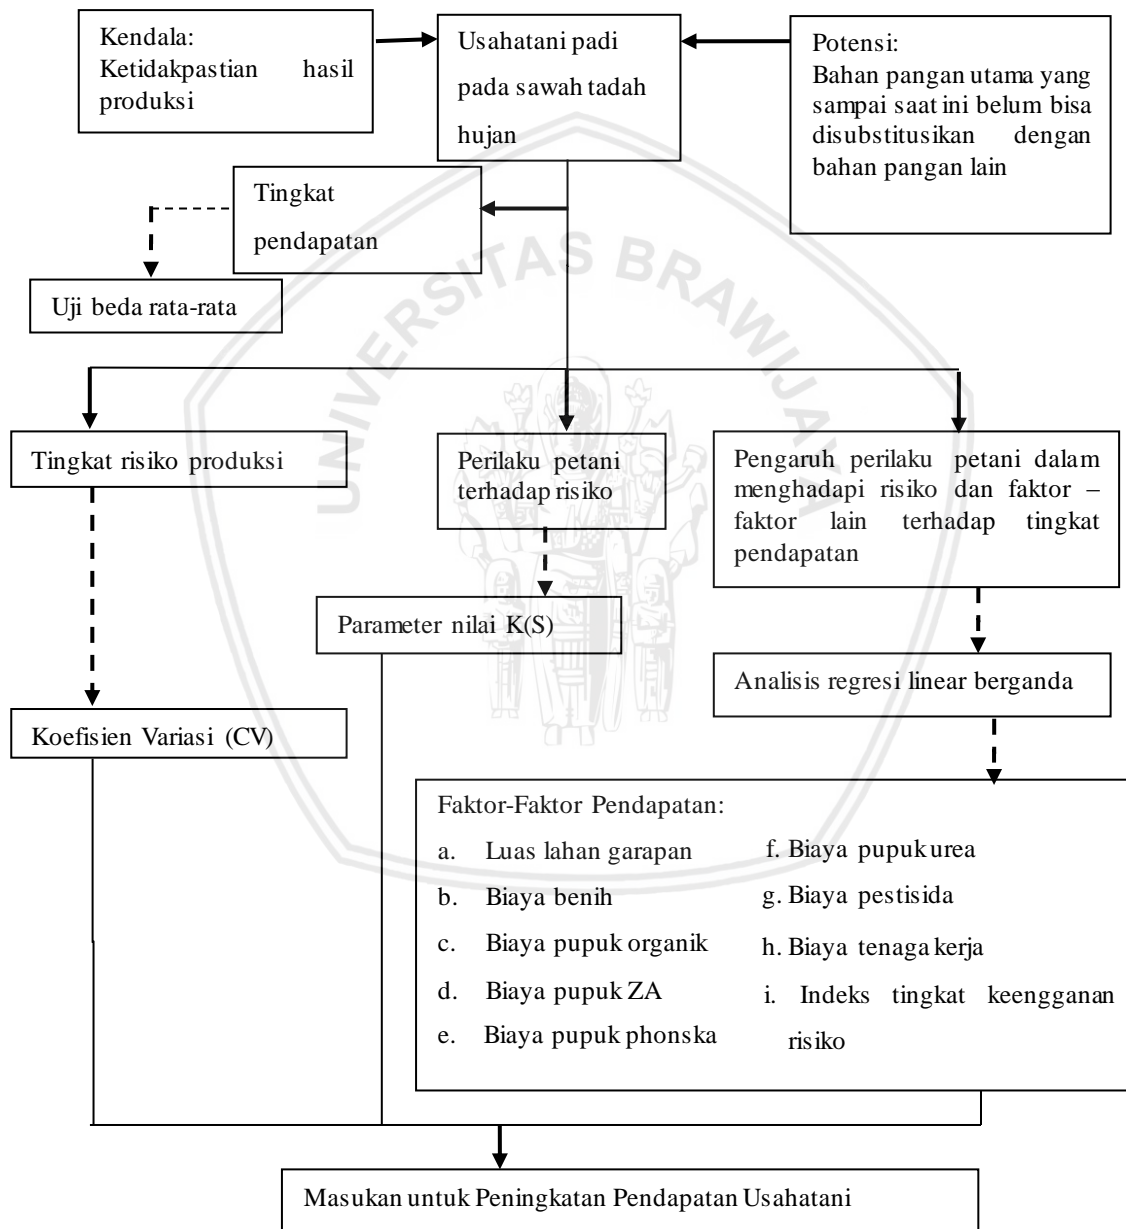 Kendala:
Ketidakpastian hasil
produksi
Usahatani padi
pada sawah tadah
hujan
Potensi:
Bahan pangan utama yang
sampai saat ini belum bisa
disubstitusikan dengan
bahan pangan lain
Tingkat
pendapatan
Uji beda rata-rata
UNIVERSITAS BRAWIJAYA
Tingkat risiko produksi
Perilaku petani
terhadap risiko
Pengaruh perilaku petani dalam
menghadapi risiko dan faktor –
faktor lain terhadap tingkat
pendapatan
Parameter nilai K(S)
Analisis regresi linear berganda
Koefisien Variasi (CV)
Faktor-Faktor Pendapatan:
a. Luas lahan garapan
b. Biaya benih
c. Biaya pupuk organik
d. Biaya pupuk ZA
e. Biaya pupuk phonska
f. Biaya pupuk urea
g. Biaya pestisida
h. Biaya tenaga kerja
i. Indeks tingkat keengganan
risiko
Masukan untuk Peningkatan Pendapatan Usahatani